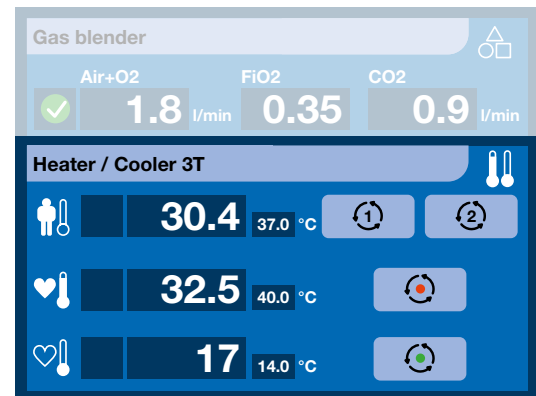 Gas blender
Air+O2 FiO2 CO2
1.8 l/min 0.35 0.9 l/min
Heater / Cooler 3T
30.4 37.0 °C 1 2
32.5 40.0 °C
17 14.0 °C